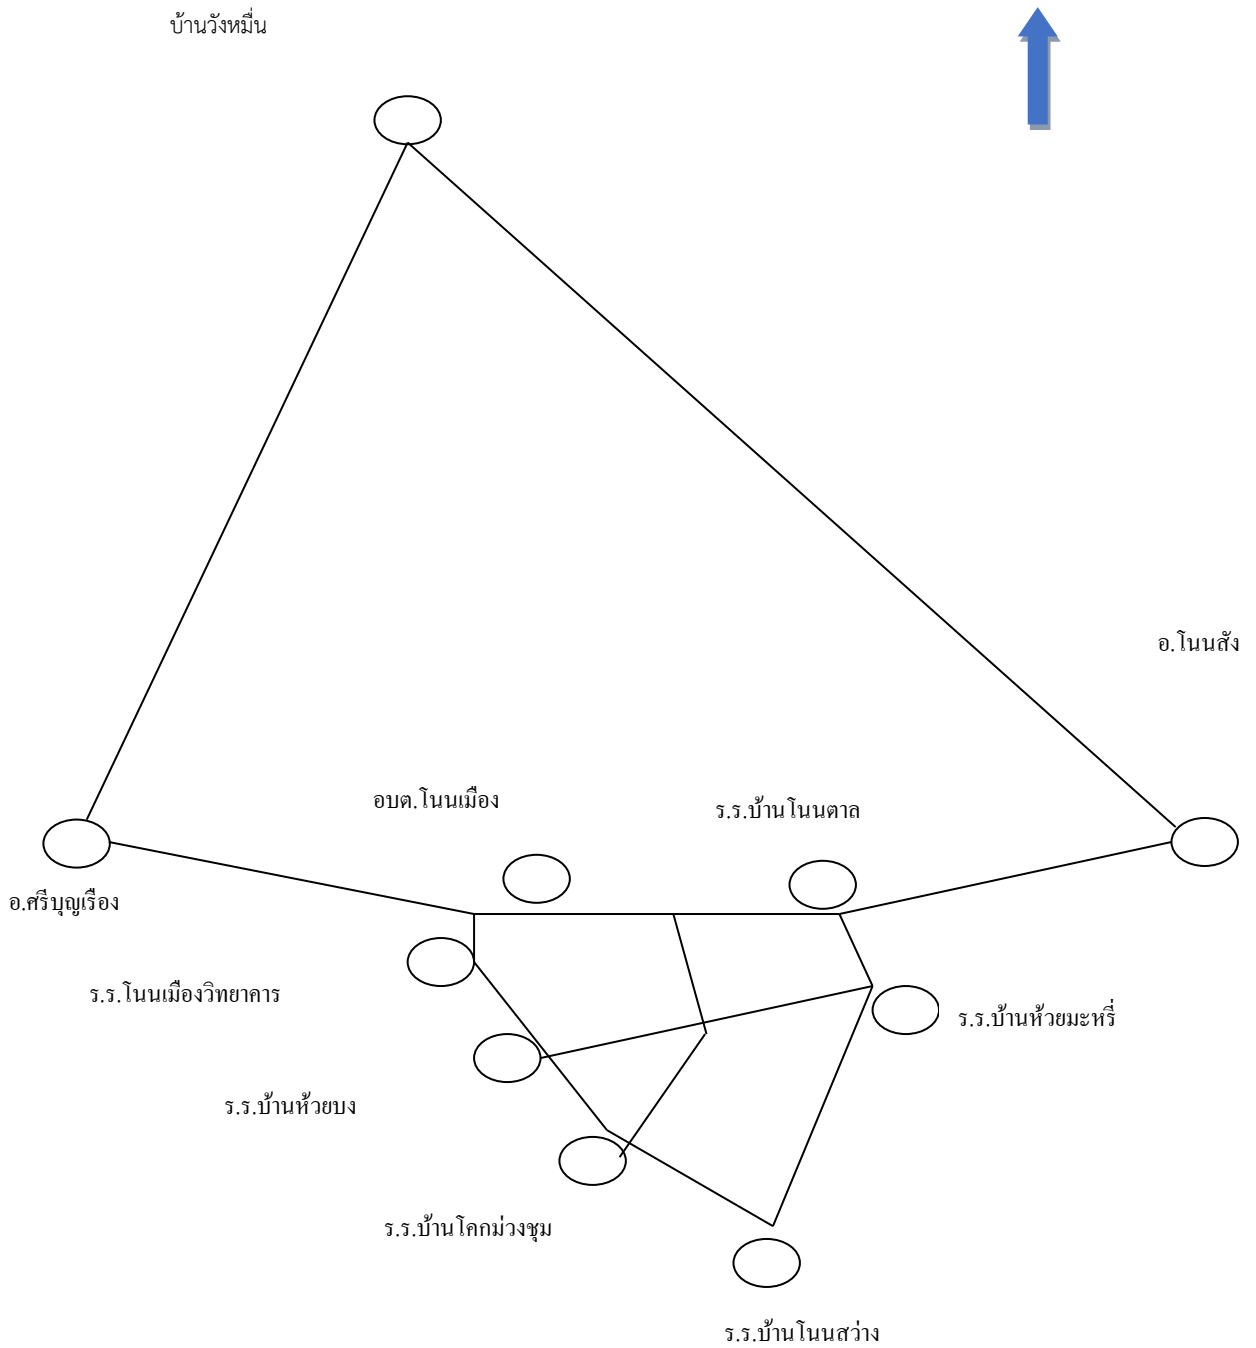 บ้านวังหมื่น
อ.โนนสัง
อบต.โนนเมือง
ร.ร.บ้านโนนตาล
อ.ศรีบุญเรือง
ร.ร.โนนเมืองวิทยาคาร
ร.ร.บ้านห้วยมะหรี่
ร.ร.บ้านห้วยบง
ร.ร.บ้านโคกม่วงชุม
ร.ร.บ้านโนนสว่าง